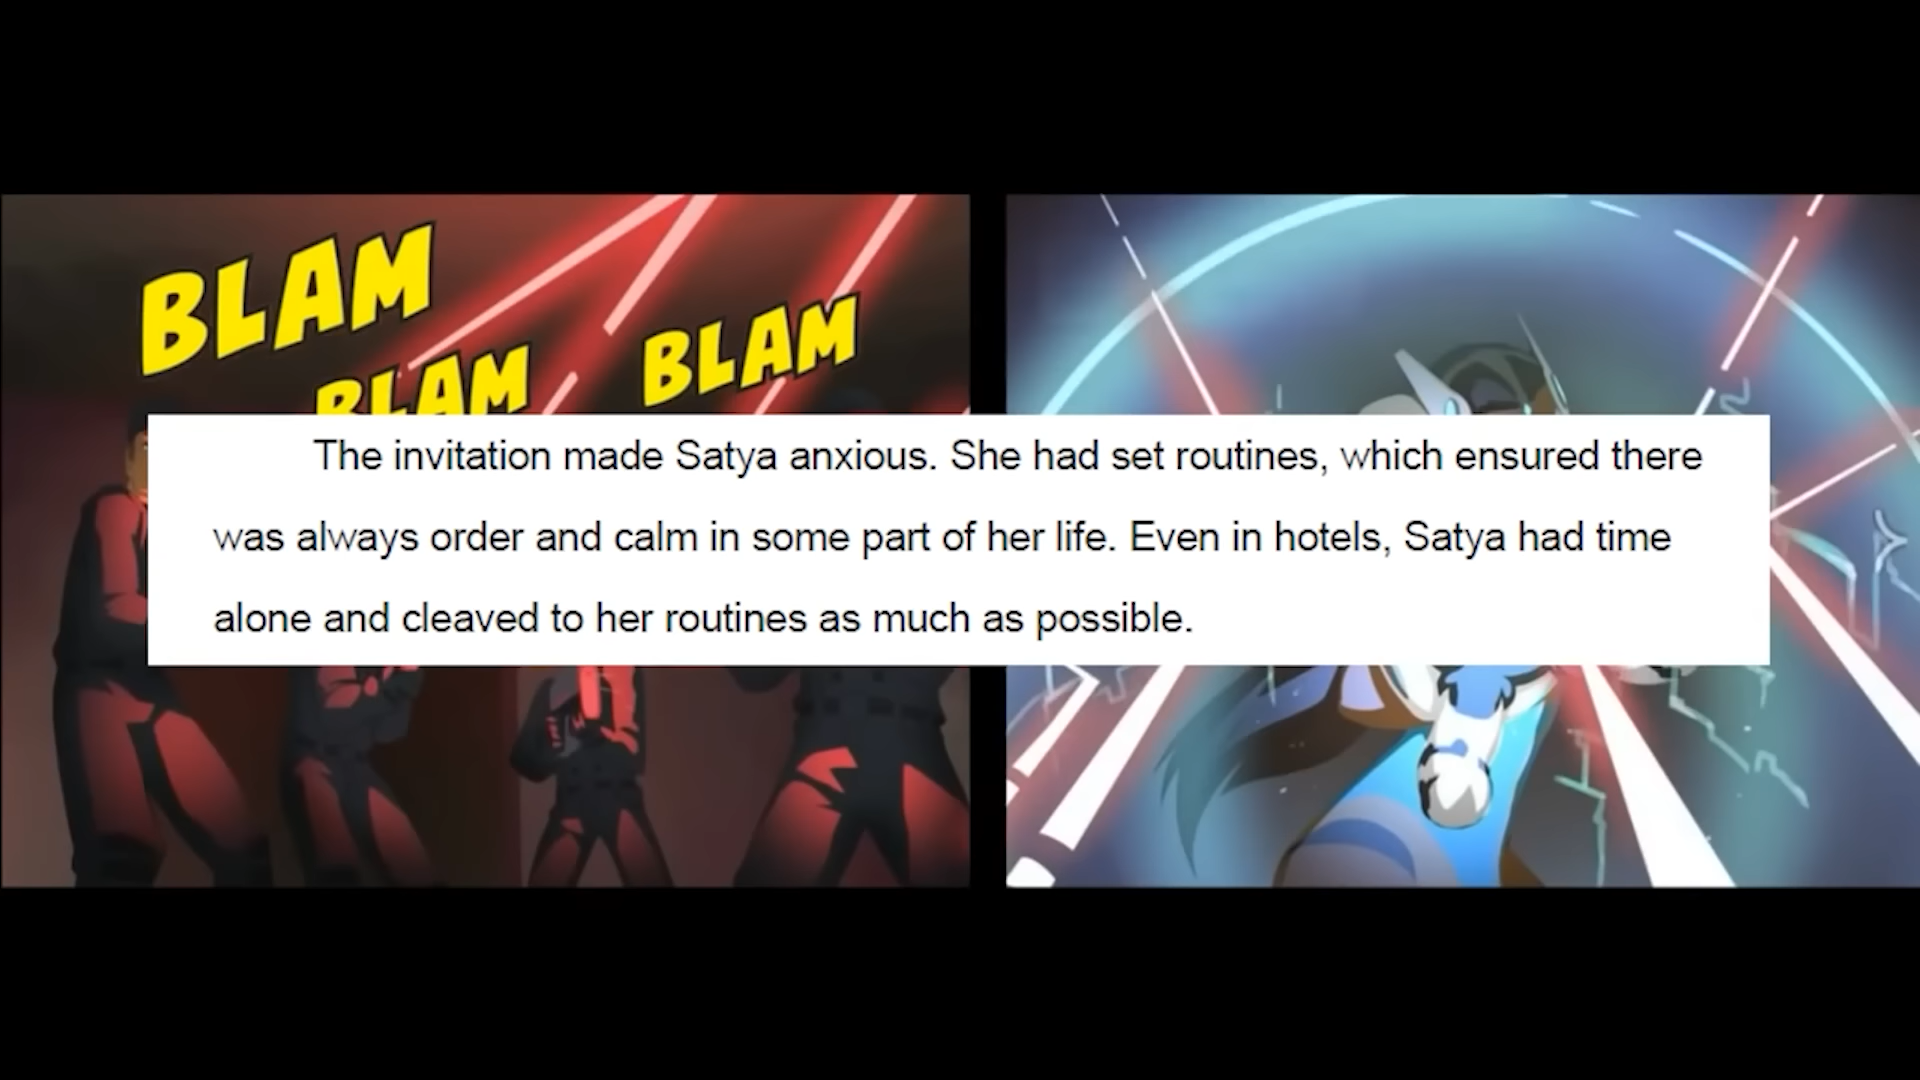 BLAM
BLAM
BLAM
The invitation made Satya anxious. She had set routines, which ensured there
was always order and calm in some part of her life. Even in hotels, Satya had time
alone and cleaved to her routines as much as possible.